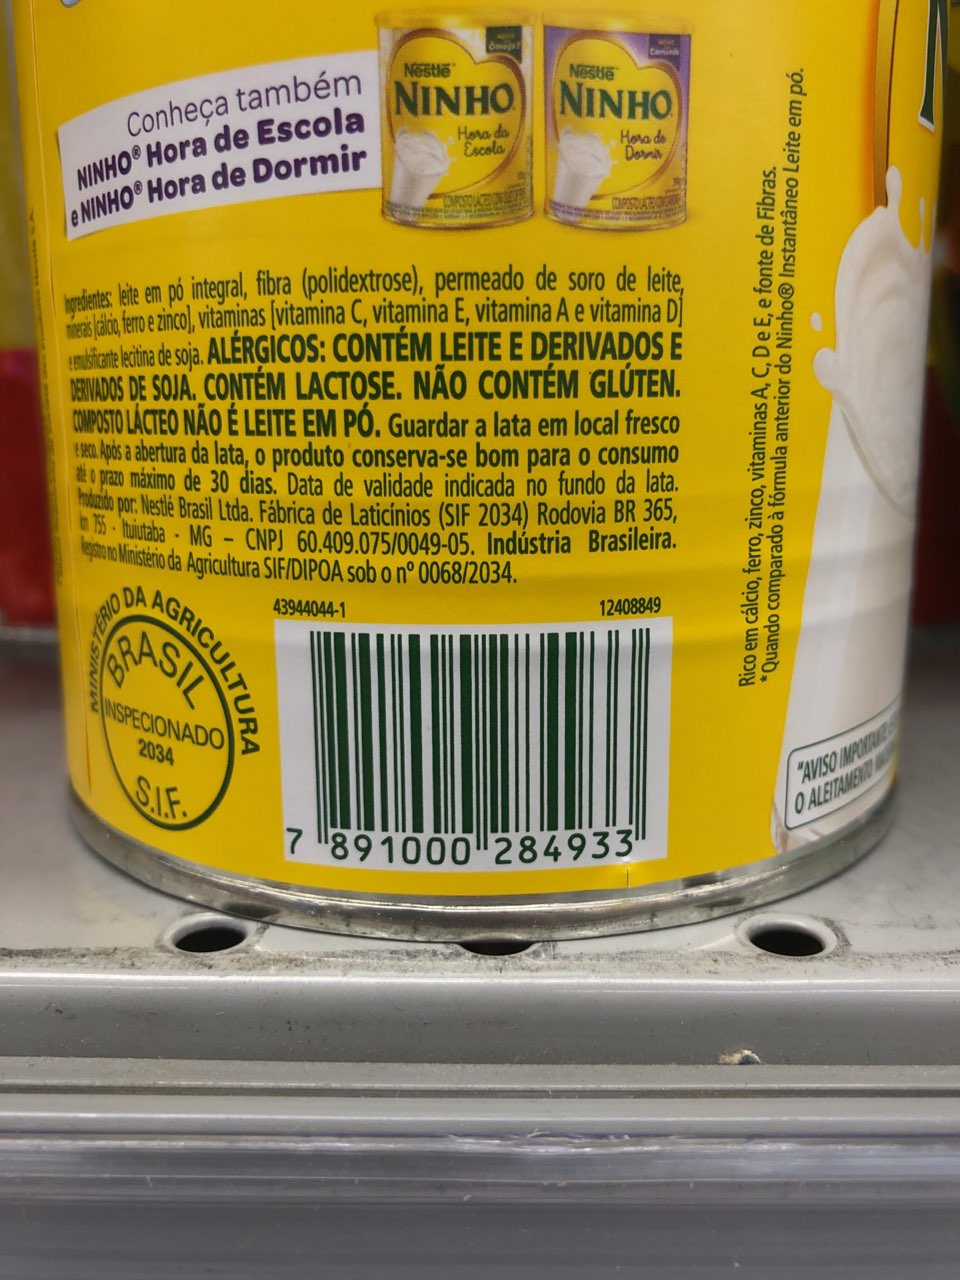 Conheça também
NINHO® Hora de Escola
e NINHO® Hora de Dormir
Nestlé
NINHO
Hora da
Escola
Nestlé
NINHO
Hora de
Dormir
Ingredientes: leite em pó integral, fibra (polidextrose), permeado de soro de leite,
minerais [cálcio, ferro e zinco], vitaminas [vitamina C, vitamina E, vitamina A e vitamina D]
e emulsificante lecitina de soja. ALÉRGICOS: CONTÉM LEITE E DERIVADOS E
DERIVADOS DE SOJA. CONTÉM LACTOSE. NÃO CONTÉM GLÚTEN.
COMPOSTO LÁCTEO NÃO É LEITE EM PÓ. Guardar a lata em local fresco
e seco. Após a abertura da lata, o produto conserva-se bom para o consumo
até o prazo máximo de 30 dias. Data de validade indicada no fundo da lata.
Produzido por: Nestlé Brasil Ltda. Fábrica de Laticínios (SIF 2034) Rodovia BR 365,
km 755 - Ituiutaba - MG – CNPJ 60.409.075/0049-05. Indústria Brasileira.
Registro no Ministério da Agricultura SIF/DIPOA sob o nº 0068/2034.
MINISTÉRIO DA AGRICULTURA
BRASIL
INSPECIONADO
2034
S.I.F.
43944044-1 12408849
7 891000 284933
Rico em cálcio, ferro, zinco, vitaminas A, C, D e E, e fonte de Fibras.
*Quando comparado à fórmula anterior do Ninho® Instantâneo Leite em pó.
"AVISO IMPORTANTE
O ALEITAMENTO